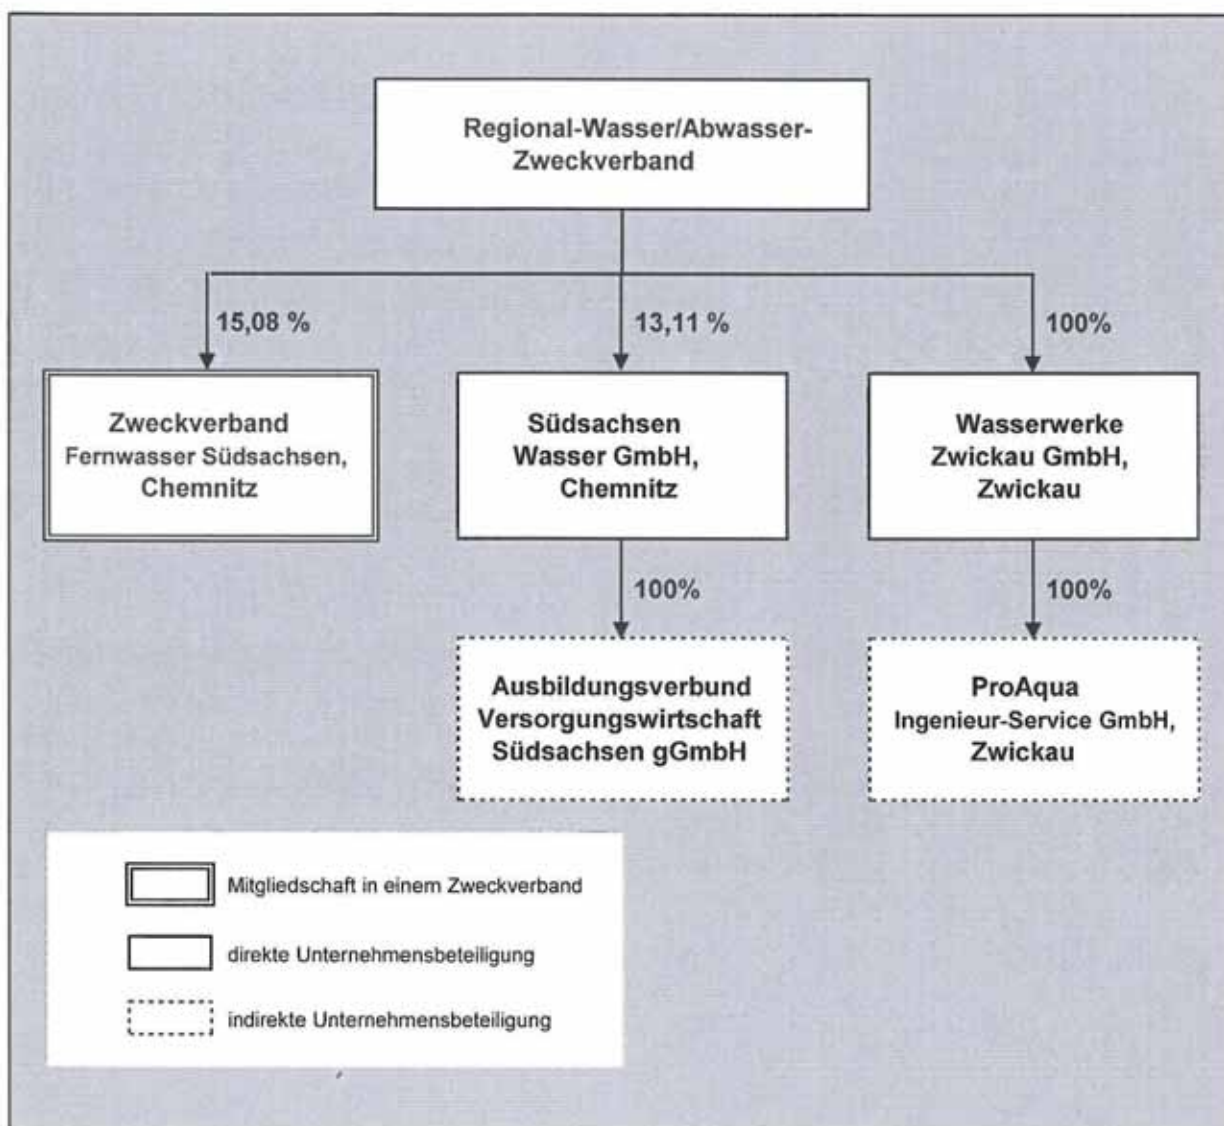 Regional-Wasser/Abwasser-
Zweckverband
15,08 %
13,11 %
100%
Zweckverband
Fernwasser Südsachsen,
Chemnitz
Südsachsen
Wasser GmbH,
Chemnitz
Wasserwerke
Zwickau GmbH,
Zwickau
100%
100%
Ausbildungsverbund
Versorgungswirtschaft
Südsachsen gGmbH
ProAqua
Ingenieur-Service GmbH,
Zwickau
Mitgliedschaft in einem Zweckverband
direkte Unternehmensbeteiligung
indirekte Unternehmensbeteiligung